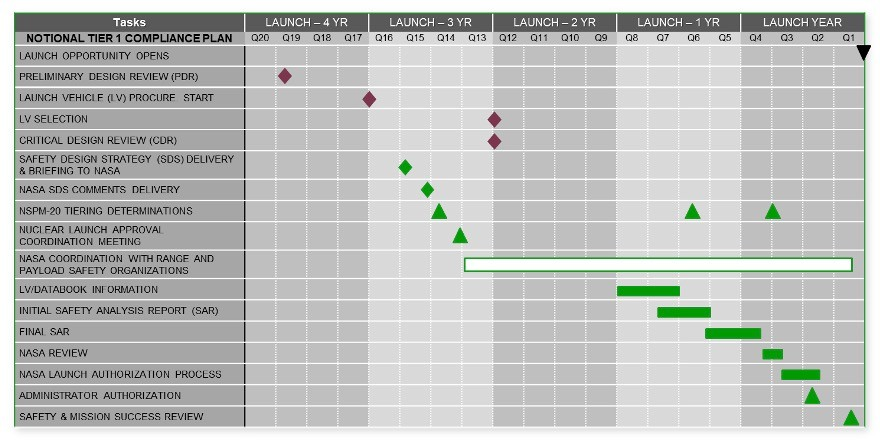 Tasks LAUNCH – 4 YR LAUNCH – 3 YR LAUNCH – 2 YR LAUNCH – 1 YR LAUNCH YEAR
NOTIONAL TIER 1 COMPLIANCE PLAN Q20 Q19 Q18 Q17 Q16 Q15 Q14 Q13 Q12 Q11 Q10 Q9 Q8 Q7 Q6 Q5 Q4 Q3 Q2 Q1
LAUNCH OPPORTUNITY OPENS
PRELIMINARY DESIGN REVIEW (PDR)
LAUNCH VEHICLE (LV) PROCURE START
LV SELECTION
CRITICAL DESIGN REVIEW (CDR)
SAFETY DESIGN STRATEGY (SDS) DELIVERY
& BRIEFING TO NASA
NASA SDS COMMENTS DELIVERY
NSPM-20 TIERING DETERMINATIONS
NUCLEAR LAUNCH APPROVAL
COORDINATION MEETING
NASA COORDINATION WITH RANGE AND
PAYLOAD SAFETY ORGANIZATIONS
LV/DATABOOK INFORMATION
INITIAL SAFETY ANALYSIS REPORT (SAR)
FINAL SAR
NASA REVIEW
NASA LAUNCH AUTHORIZATION PROCESS
ADMINISTRATOR AUTHORIZATION
SAFETY & MISSION SUCCESS REVIEW